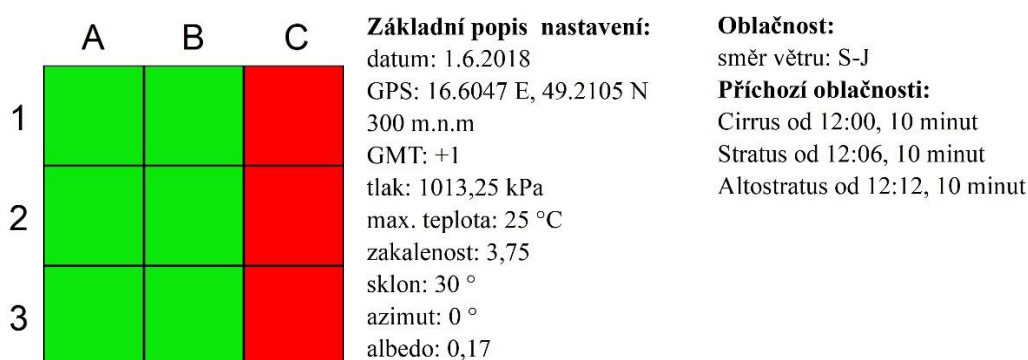 A B C
1
2
3
Základní popis nastavení:
datum: 1.6.2018
GPS: 16.6047 E, 49.2105 N
300 m.n.m
GMT: +1
tlak: 1013,25 kPa
max. teplota: 25 °C
zakalenost: 3,75
sklon: 30 °
azimut: 0 °
albedo: 0,17
Oblačnost:
směr větru: S-J
Příchozí oblačnosti:
Cirrus od 12:00, 10 minut
Stratus od 12:06, 10 minut
Altostratus od 12:12, 10 minut